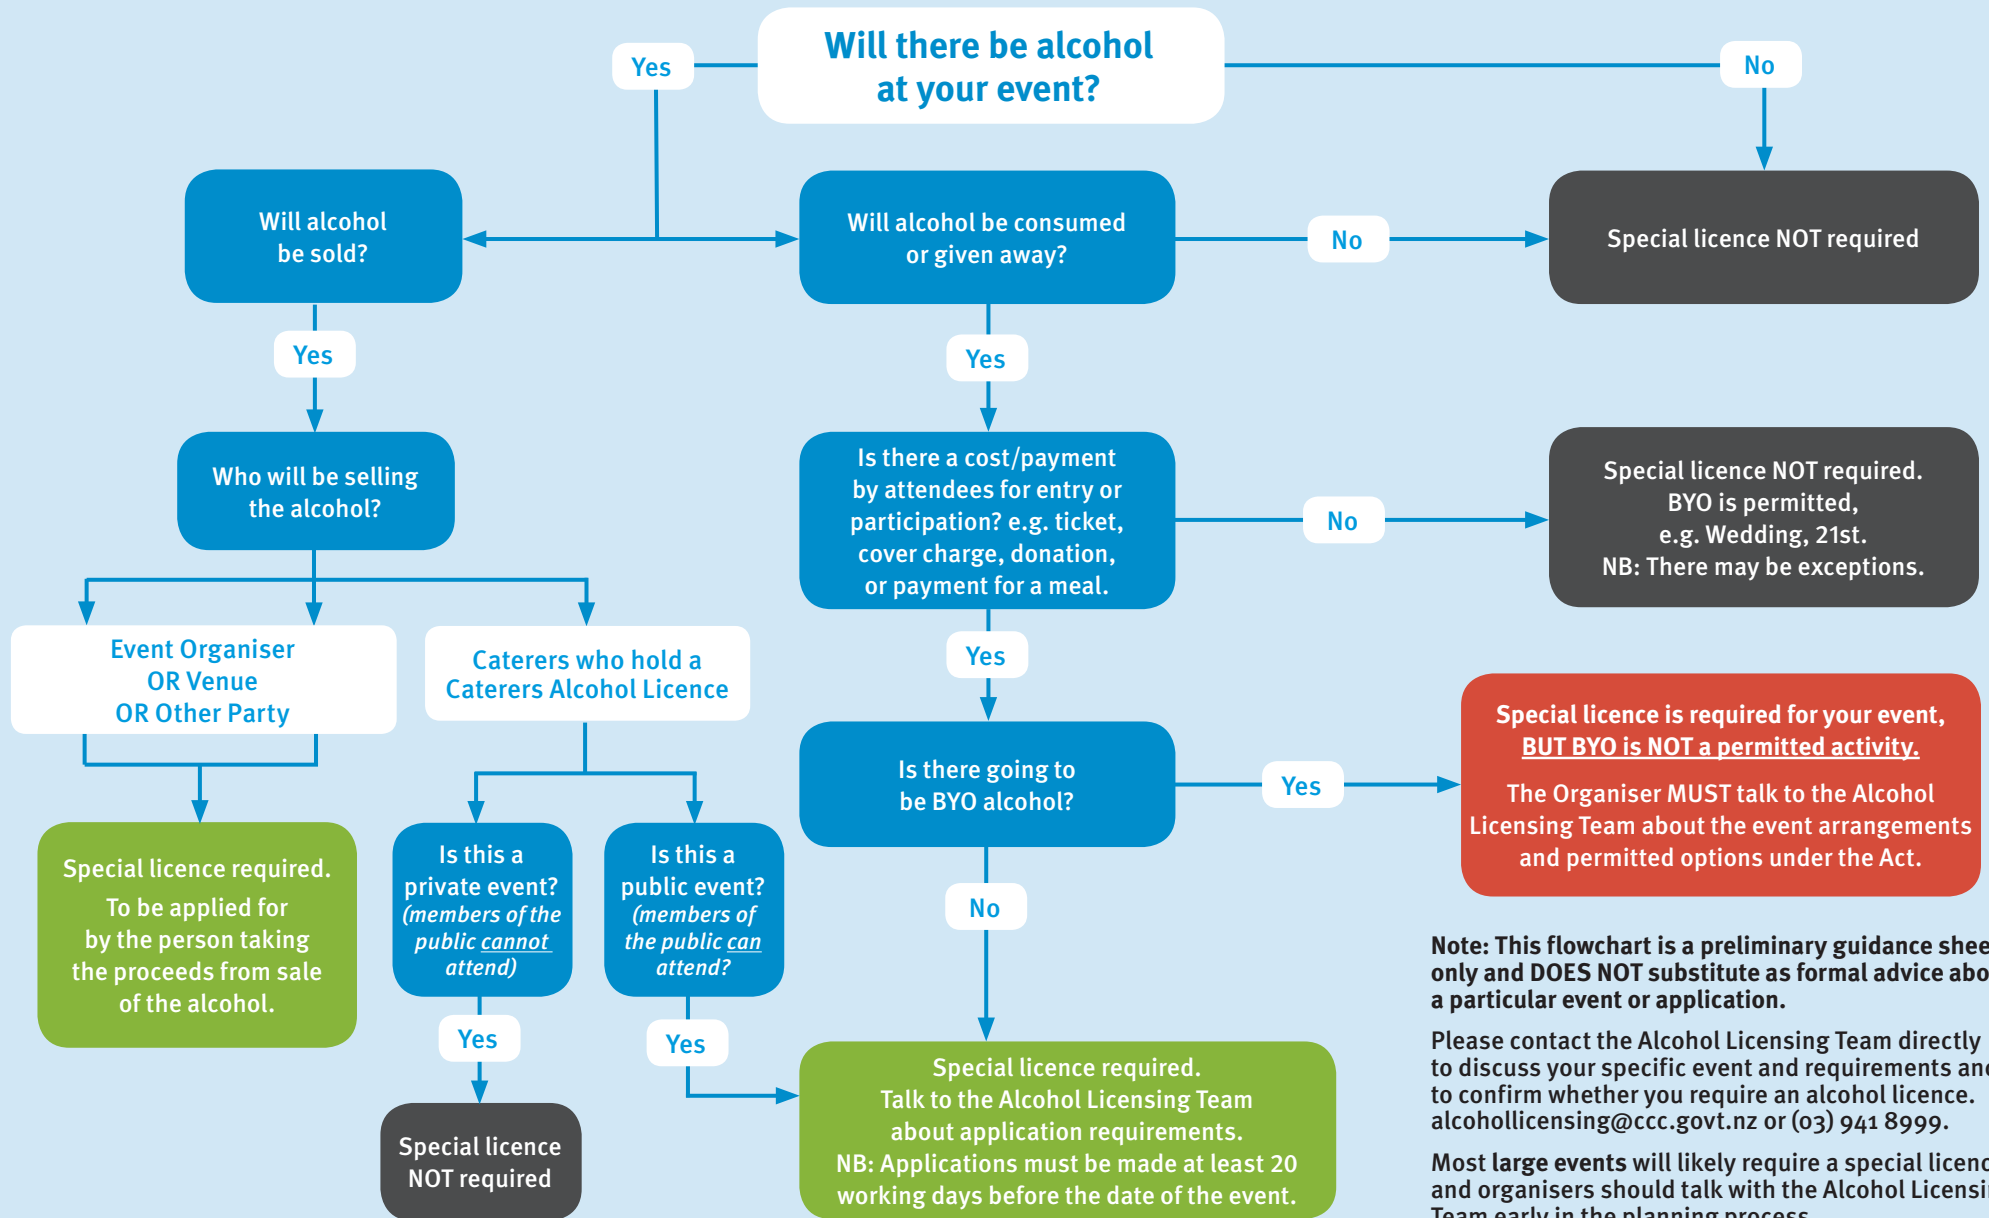 Will there be alcohol
at your event?
Yes
No
Will alcohol
be sold?
Will alcohol be consumed
or given away?
No
Special licence NOT required
Yes
Yes
Who will be selling
the alcohol?
Is there a cost/payment
by attendees for entry or
participation? e.g. ticket,
cover charge, donation,
or payment for a meal.
No
Special licence NOT required.
BYO is permitted,
e.g. Wedding, 21st.
NB: There may be exceptions.
Event Organiser
OR Venue
OR Other Party
Caterers who hold a
Caterers Alcohol Licence
Yes
Is there going to
be BYO alcohol?
Yes
Special licence is required for your event,
BUT BYO is NOT a permitted activity.
The Organiser MUST talk to the Alcohol
Licensing Team about the event arrangements
and permitted options under the Act.
Special licence required.
To be applied for
by the person taking
the proceeds from sale
of the alcohol.
Is this a
private event?
(members of the
public cannot
attend)
Is this a
public event?
(members of
the public can
attend?
No
Yes
Yes
Special licence
NOT required
Special licence required.
Talk to the Alcohol Licensing Team
about application requirements.
NB: Applications must be made at least 20
working days before the date of the event.
Note: This flowchart is a preliminary guidance shee
only and DOES NOT substitute as formal advice abo
a particular event or application.
Please contact the Alcohol Licensing Team directly
to discuss your specific event and requirements and
to confirm whether you require an alcohol licence.
alcohollicensing@ccc.govt.nz or (03) 941 8999.
Most large events will likely require a special licenc
and organisers should talk with the Alcohol Licensin
Team early in the planning process